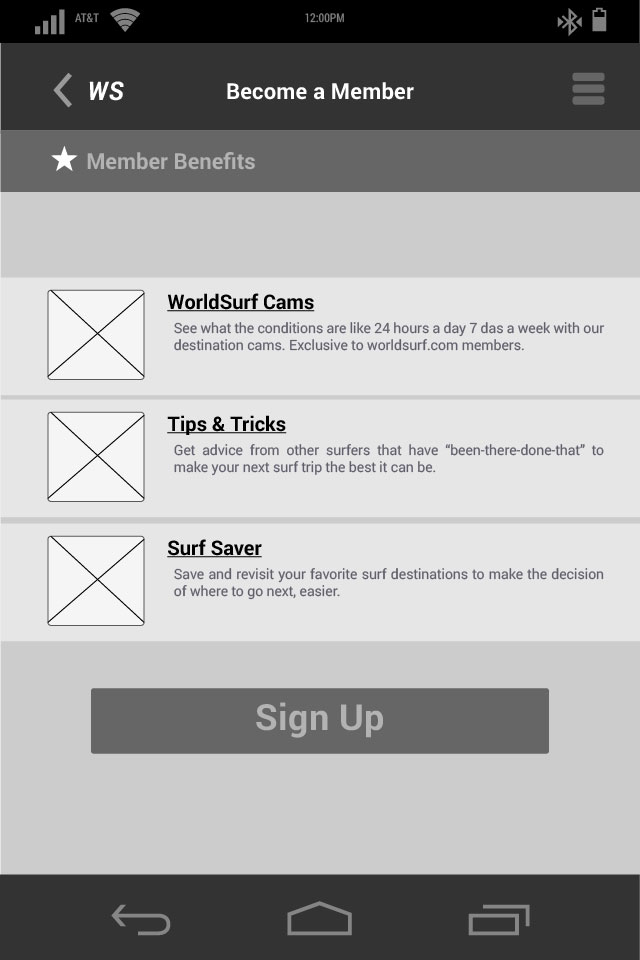 AT&T 12:00PM
WS Become a Member
Member Benefits
WorldSurf Cams
See what the conditions are like 24 hours a day 7 das a week with our
destination cams. Exclusive to worldsurf.com members.
Tips & Tricks
Get advice from other surfers that have “been-there-done-that” to
make your next surf trip the best it can be.
Surf Saver
Save and revisit your favorite surf destinations to make the decision
of where to go next, easier.
Sign Up